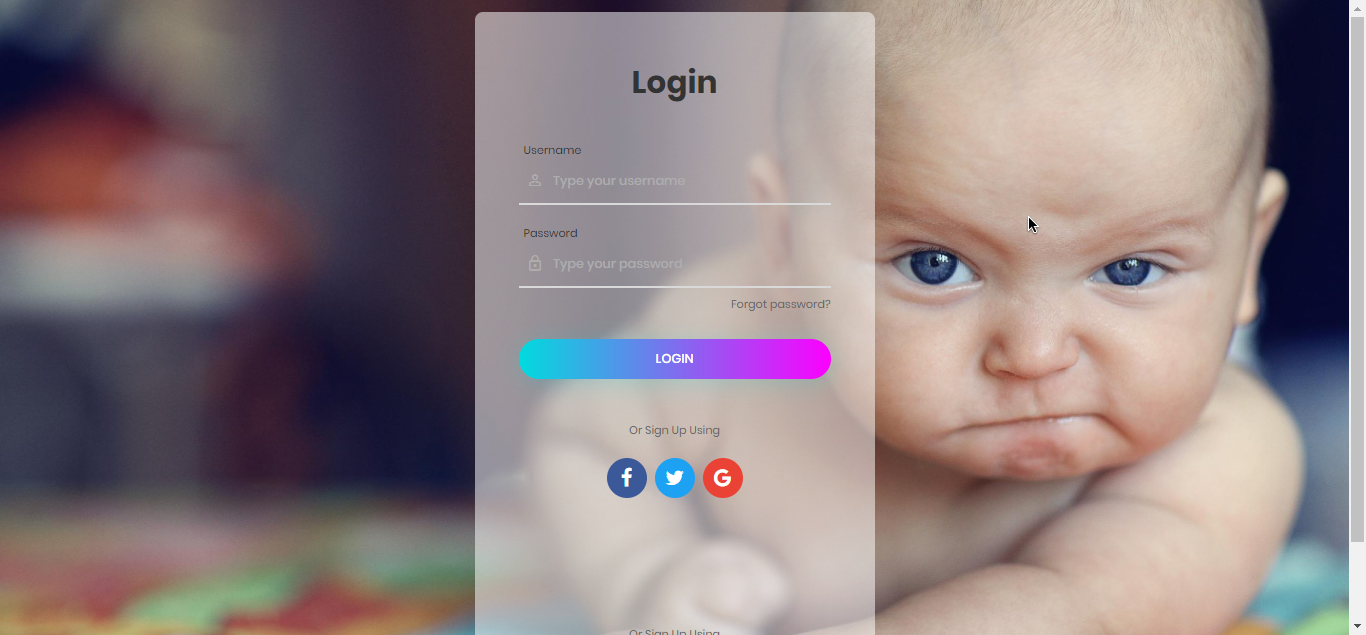 Login
Username
Type your username
Password
Type your password
Forgot password?
LOGIN
Or Sign Up Using
Or Sign Up Using